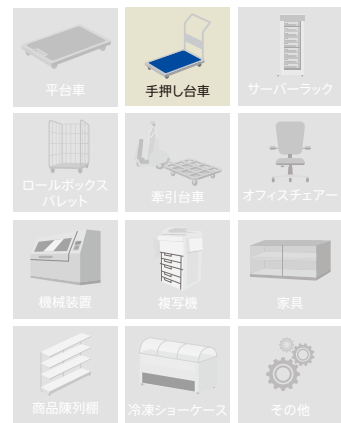 平台車
手押し台車
サーバーラック
ロールボックス
パレット
牽引台車
オフィスチェアー
機械装置
複写機
家具
商品陳列棚
冷凍ショーケース
その他